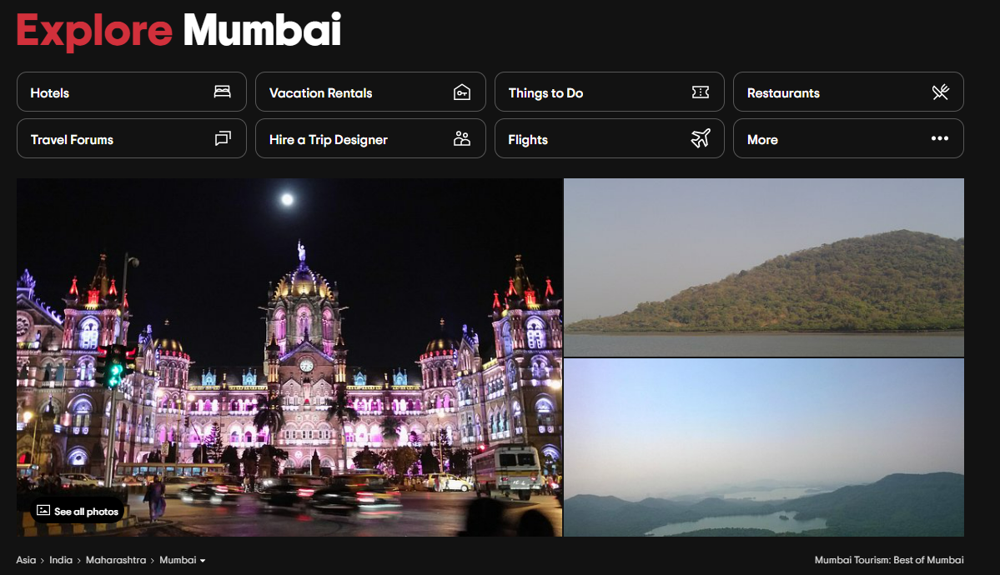 Explore Mumbai
Hotels
Vacation Rentals
Things to Do
Restaurants
Travel Forums
Hire a Trip Designer
Flights
More
See all photos
Asia > India > Maharashtra > Mumbai
Mumbai Tourism: Best of Mumbai